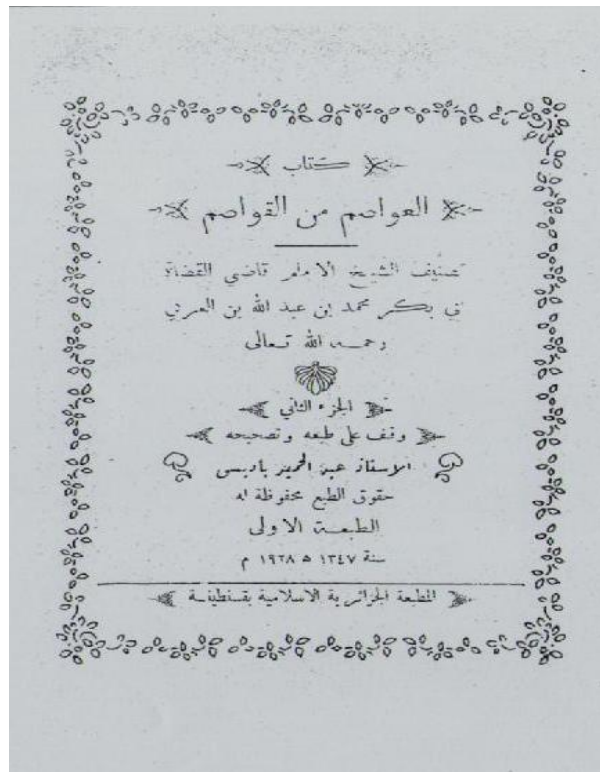 كتاب
العواصم من القواصم
تصنيف الشيخ الامام قاضي القضاة
بي بكر محمد بن عبد الله بن العربي
رحمه الله تعالى
الجزء الثاني
وقف على طبعه وتصحيحه
الاستاذ عبد الحميد باديس
حقوق الطبع محفوظة له
الطبعة الاولى
سنة ١٣٤٧ ه ١٩٢٨ م
المطبعة الجزائرية الاسلامية بقسنطينة